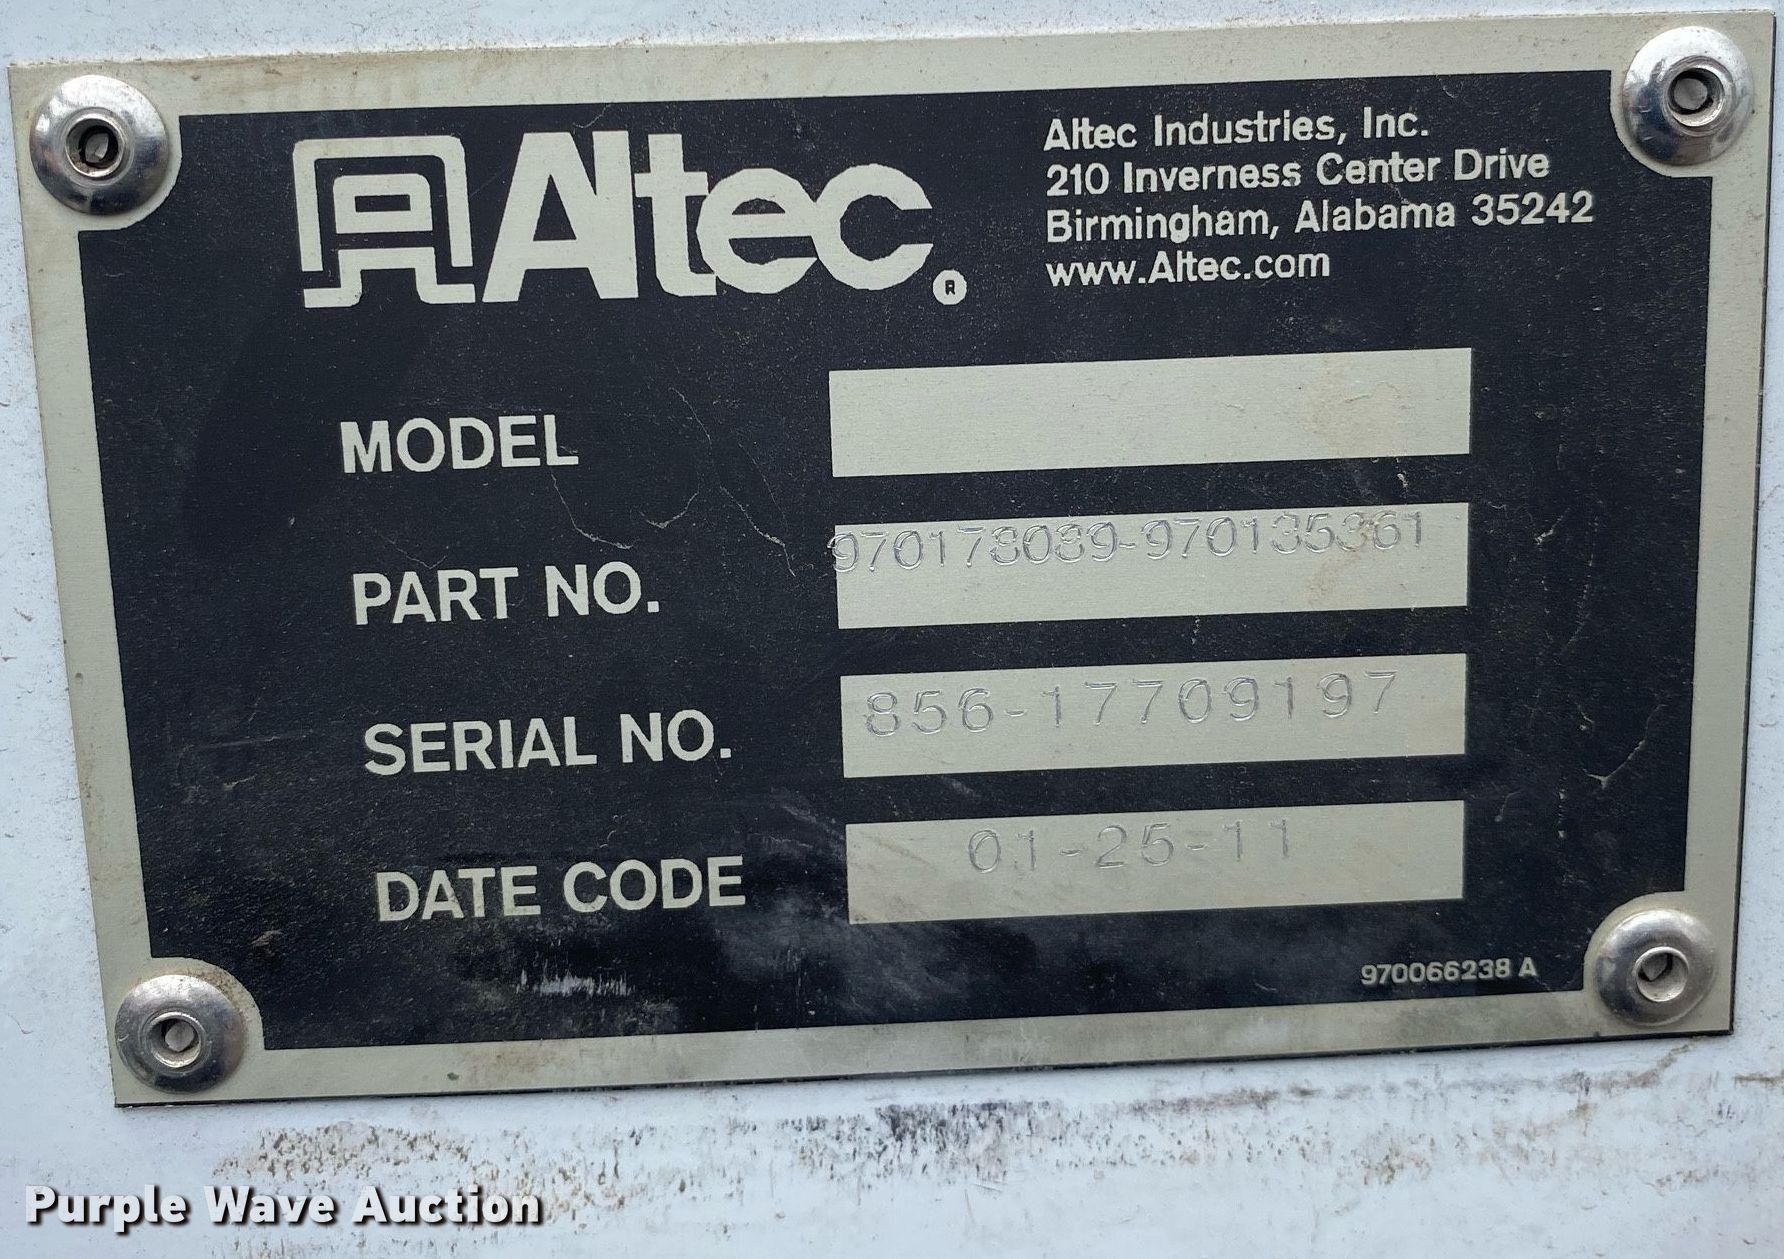 Altec®
Altec Industries, Inc.
210 Inverness Center Drive
Birmingham, Alabama 35242
www.Altec.com
MODEL
PART NO. 970178089-970135361
SERIAL NO. 856-17709197
DATE CODE 01-25-11
970066238 A
Purple Wave Auction